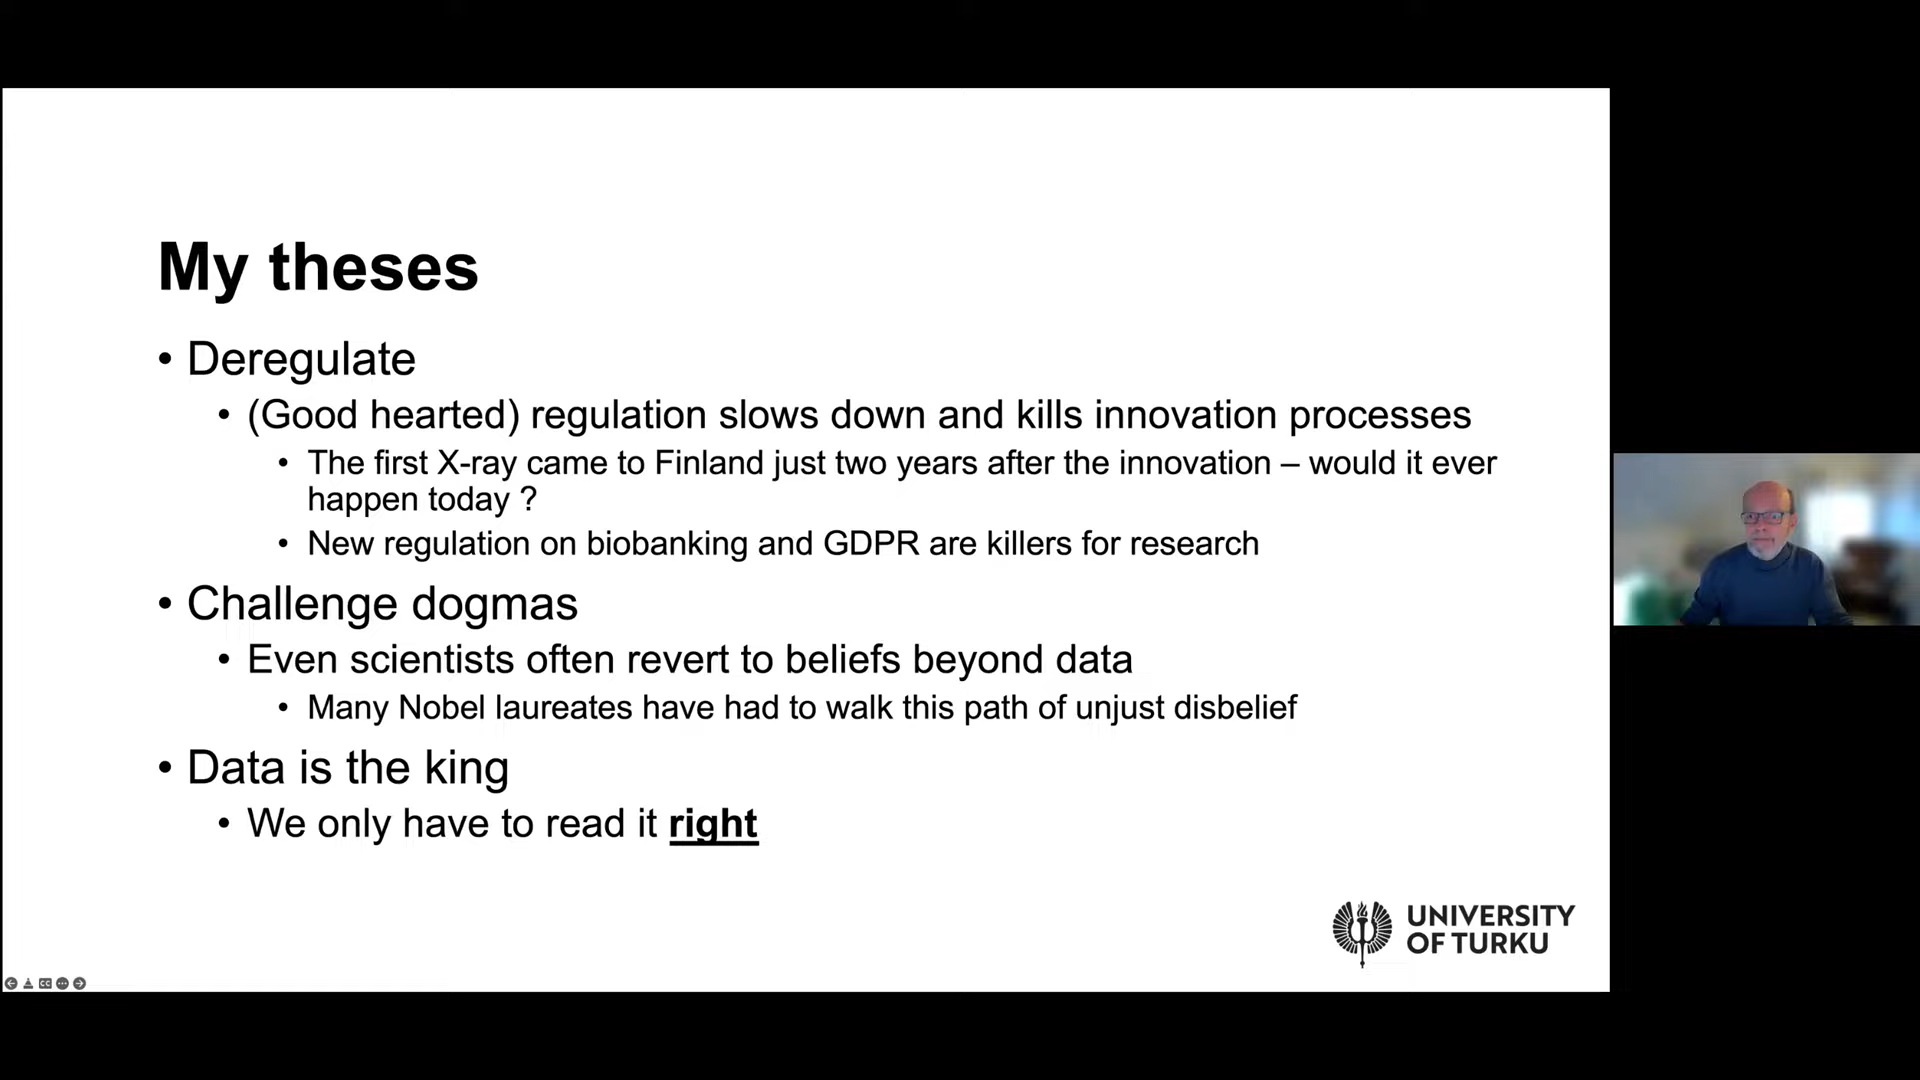 My theses
• Deregulate
• (Good hearted) regulation slows down and kills innovation processes
• The first X-ray came to Finland just two years after the innovation – would it ever
happen today ?
• New regulation on biobanking and GDPR are killers for research
• Challenge dogmas
• Even scientists often revert to beliefs beyond data
• Many Nobel laureates have had to walk this path of unjust disbelief
• Data is the king
• We only have to read it right
UNIVERSITY
OF TURKU
CC